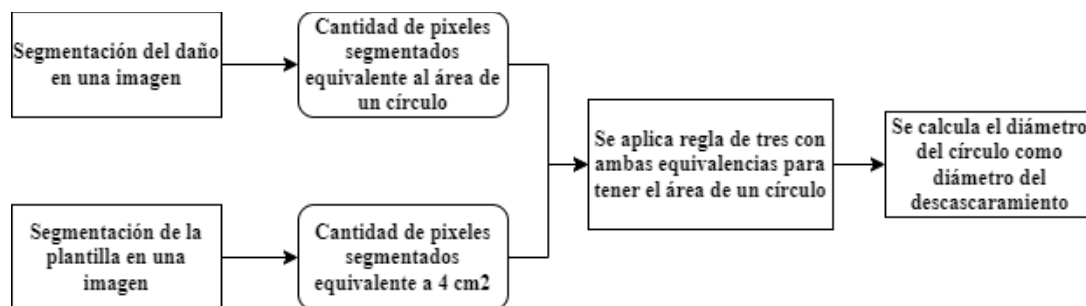 Segmentación del daño
en una imagen
Cantidad de pixeles
segmentados
equivalente al área de
un círculo
Segmentación de la
plantilla en una
imagen
Cantidad de pixeles
segmentados
equivalente a 4 cm2
Se aplica regla de tres con
ambas equivalencias para
tener el área de un círculo
Se calcula el diámetro
del círculo como
diámetro del
descascaramiento